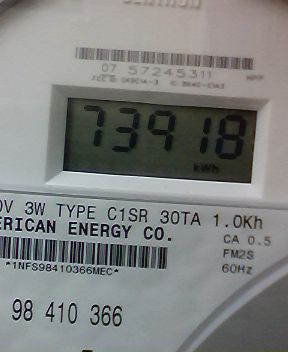 07 57245311
73918
kWh
0V 3W TYPE C1SR 30TA 1.0Kh
ERICAN ENERGY CO.
CA 0.5
FM2S
*1NFS98410366MEC*
60Hz
98 410 366